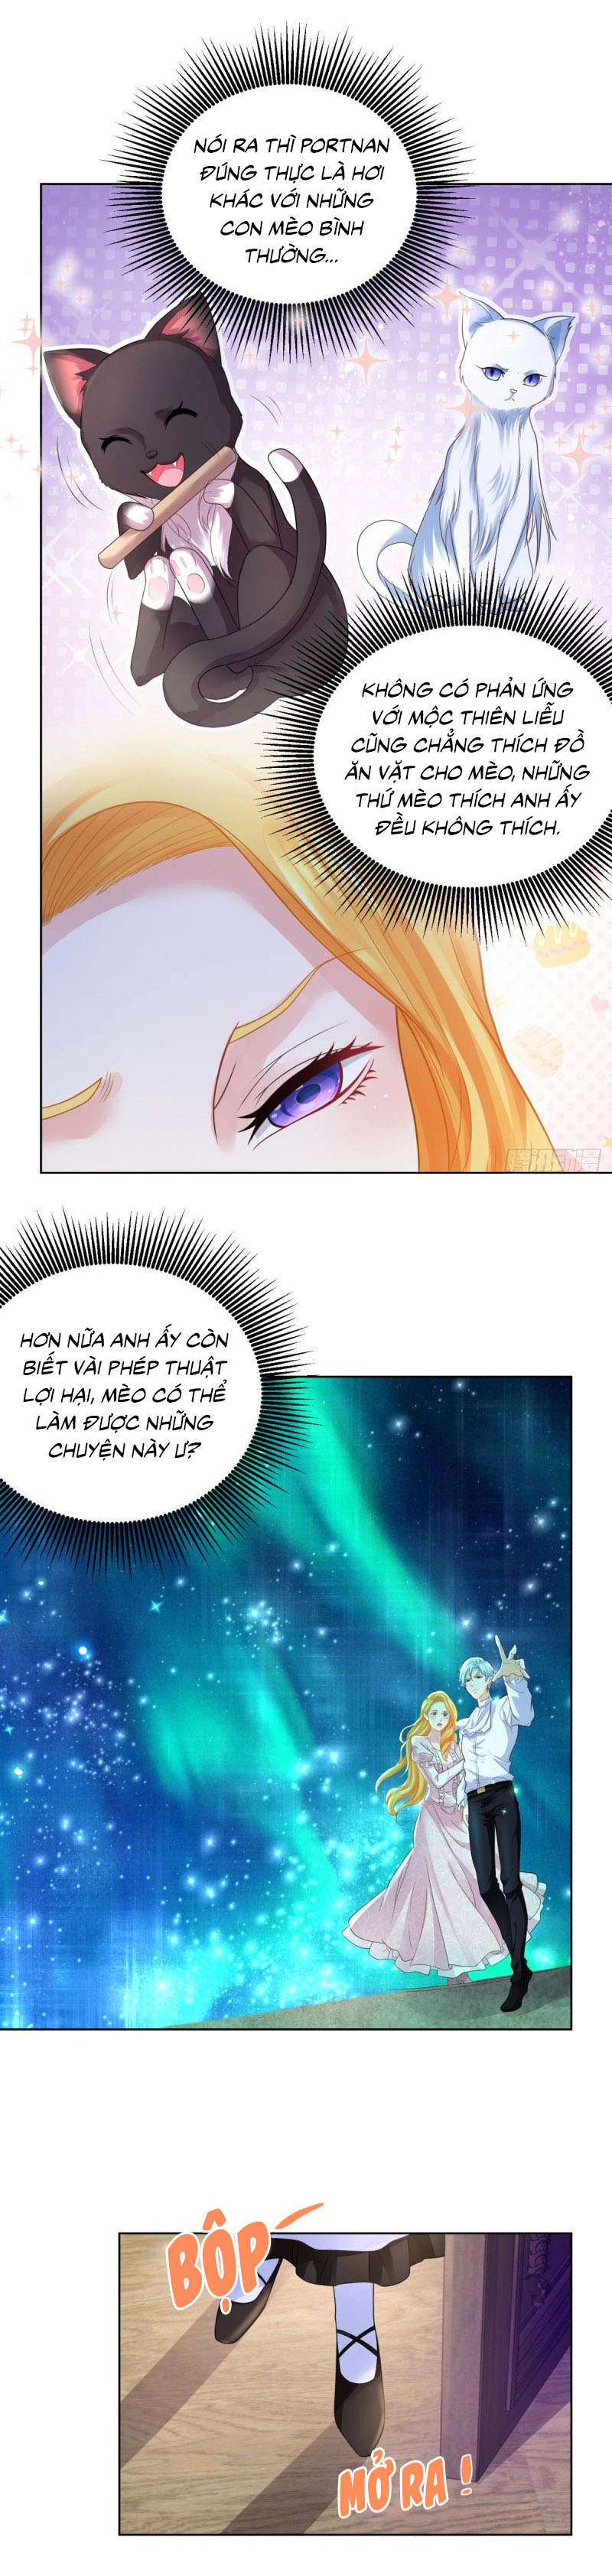 NÓI RA THÌ PORTNAN
ĐÚNG THỰC LÀ HƠI
KHÁC VỚI NHỮNG
CON MÈO BÌNH
THƯỜNG...
KHÔNG CÓ PHẢN ỨNG
VỚI MỘC THIÊN LIỄU
CŨNG CHẲNG THÍCH ĐỒ
ĂN VẶT CHO MÈO, NHỮNG
THỨ MÈO THÍCH ANH ẤY
ĐỀU KHÔNG THÍCH.
HƠN NỮA ANH ẤY CÒN
BIẾT VÀI PHÉP THUẬT
LỢI HẠI, MÈO CÓ THỂ
LÀM ĐƯỢC NHỮNG
CHUYỆN NÀY Ư?
BỘP
MỞ RA !